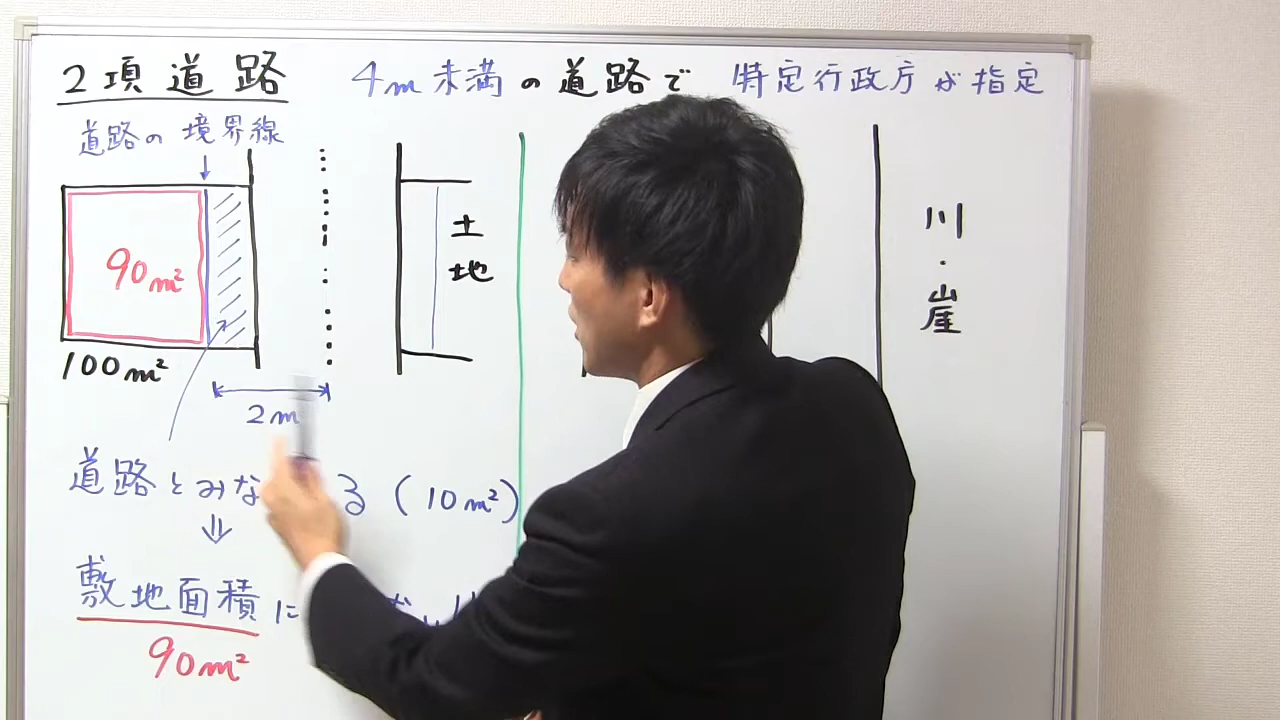 2項道路 4m未満の道路で 特定行政庁が指定
道路の境界線
90m²
100m²
土地
川・崖
2m
道路とみな る (10m²)
敷地面積に
90m²